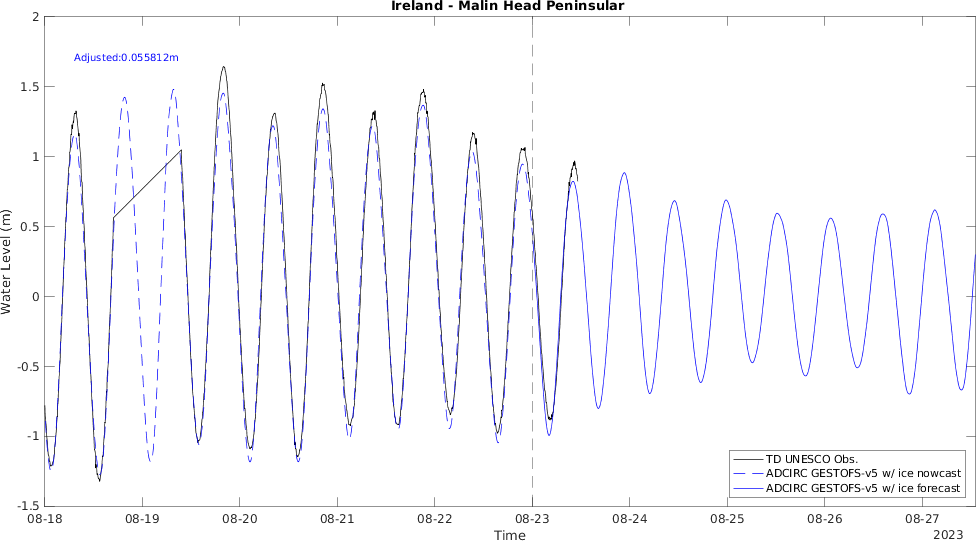 Ireland - Malin Head Peninsular
Adjusted:0.055812m
Water Level (m)
2
1.5
1
0.5
0
-0.5
-1
-1.5
TD UNESCO Obs.
ADCIRC GESTOFS-v5 w/ ice nowcast
ADCIRC GESTOFS-v5 w/ ice forecast
08-18 08-19 08-20 08-21 08-22 08-23 08-24 08-25 08-26 08-27
Time
2023